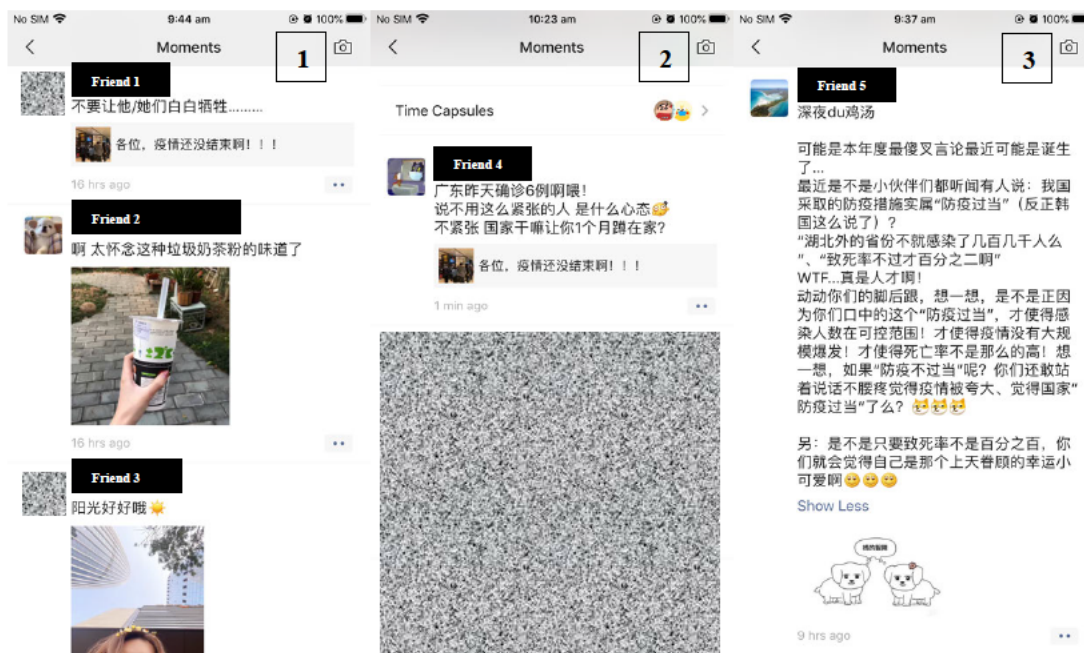 No SIM
9:44 am
100%
Moments
1
Friend 1
不要让他/她们白白牺牲.........
各位，疫情还没结束啊！！！
16 hrs ago
Friend 2
啊 太怀念这种垃圾奶茶粉的味道了
16 hrs ago
Friend 3
阳光好好哦
No SIM
10:23 am
100%
Moments
2
Time Capsules
Friend 4
广东昨天确诊6例啊喂！
说不用这么紧张的人 是什么心态
不紧张 国家干嘛让你1个月蹲在家?
各位，疫情还没结束啊！！！
1 min ago
No SIM
9:37 am
100%
Moments
3
Friend 5
深夜du鸡汤
可能是本年度最傻叉言论最近可能是诞生
了...
最近是不是小伙伴们都听闻有人说：我国
采取的防疫措施实属“防疫过当”（反正韩
国这么说了）？
“湖北外的省份不就感染了几百几千人么
”、“致死率不过才百分之二啊”
WTF...真是人才啊！
动动你们的脚后跟，想一想，是不是正因
为你们口中的这个“防疫过当”，才使得感
染人数在可控范围！才使得疫情没有大规
模爆发！才使得死亡率不是那么的高！想
一想，如果“防疫不过当”呢？你们还敢站
着说话不腰疼觉得疫情被夸大、觉得国家“
防疫过当”了么？
另：是不是只要致死率不是百分之百，你
们就会觉得自己是那个上天眷顾的幸运小
可爱啊
Show Less
9 hrs ago